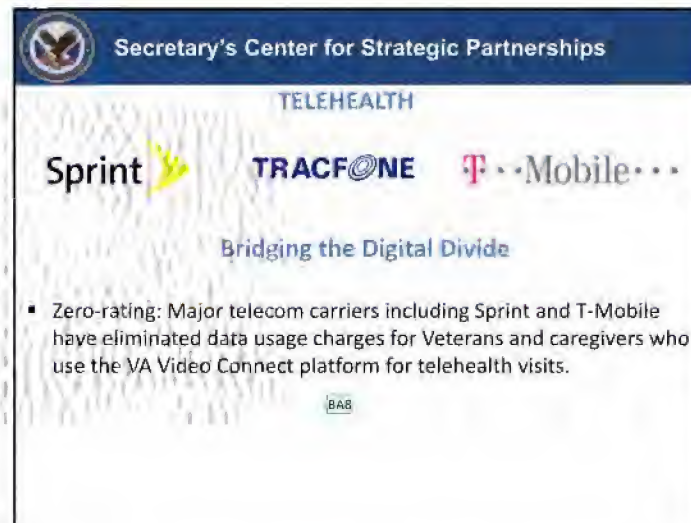 Secretary's Center for Strategic Partnerships
TELEHEALTH
Sprint TRACFONE T··Mobile···
Bridging the Digital Divide
▪ Zero-rating: Major telecom carriers including Sprint and T-Mobile
have eliminated data usage charges for Veterans and caregivers who
use the VA Video Connect platform for telehealth visits.
BA8